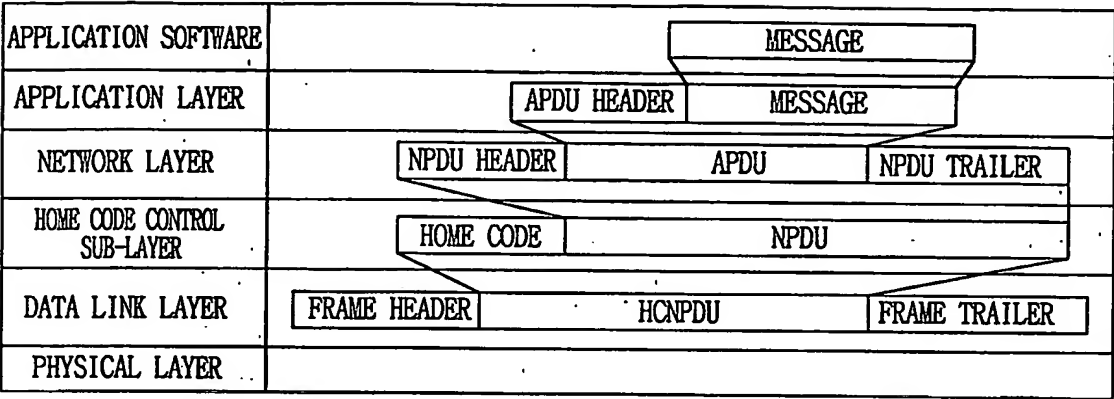 APPLICATION SOFTWARE MESSAGE
APPLICATION LAYER APDU HEADER MESSAGE
NETWORK LAYER NPDU HEADER APDU NPDU TRAILER
HOME CODE CONTROL
SUB-LAYER HOME CODE NPDU
DATA LINK LAYER FRAME HEADER HCNPDU FRAME TRAILER
PHYSICAL LAYER